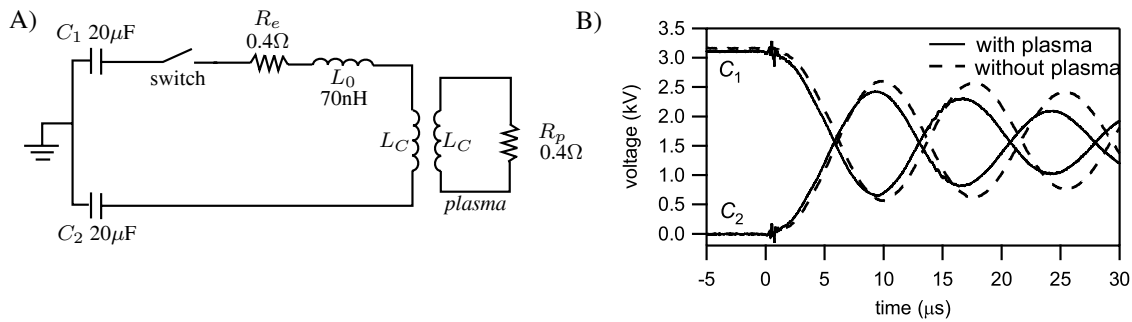 A)
C1 20μF
switch
Re
0.4Ω
L0
70nH
LC
LC
Rp
0.4Ω
plasma
C2 20μF
B)
voltage (kV)
3.5
3.0
2.5
2.0
1.5
1.0
0.5
0.0
C1
C2
with plasma
without plasma
-5
0
5
10
15
20
25
30
time (μs)